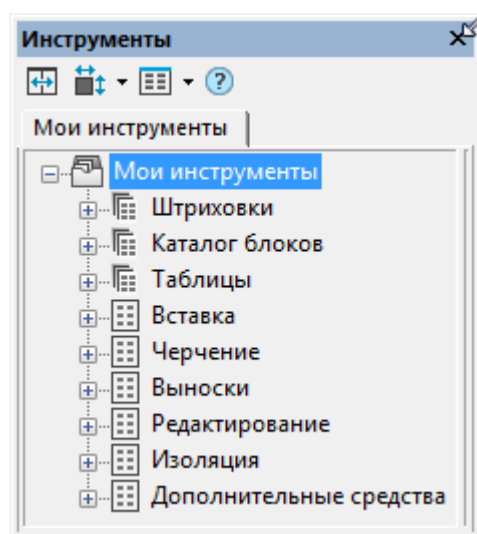 Инструменты
Мои инструменты
Мои инструменты
Штриховки
Каталог блоков
Таблицы
Вставка
Черчение
Выноски
Редактирование
Изоляция
Дополнительные средства